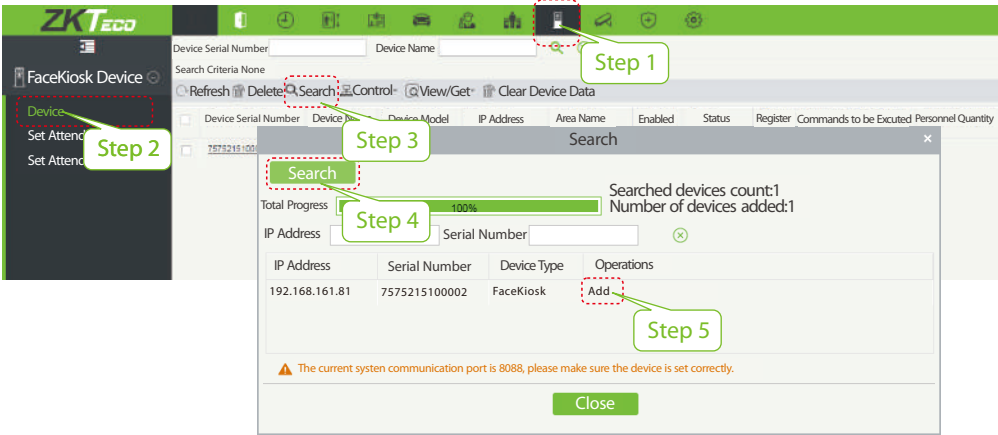 ZKTeco
Device Serial Number Device Name
Step 1
Search Criteria None
FaceKiosk Device
Refresh Delete Search Control View/Get Clear Device Data
Device
Step 2
Set Attend
Set Attend
Device Serial Number Device N Device Model IP Address Area Name Enabled Status Register Commands to be Excuted Personnel Quantity
Step 3
Search
Search
Searched devices count:1
Total Progress 100% Number of devices added:1
Step 4
IP Address Serial Number
IP Address Serial Number Device Type Operations
192.168.161.81 7575215100002 FaceKiosk Add
Step 5
The current systen communication port is 8088, please make sure the device is set correctly.
Close